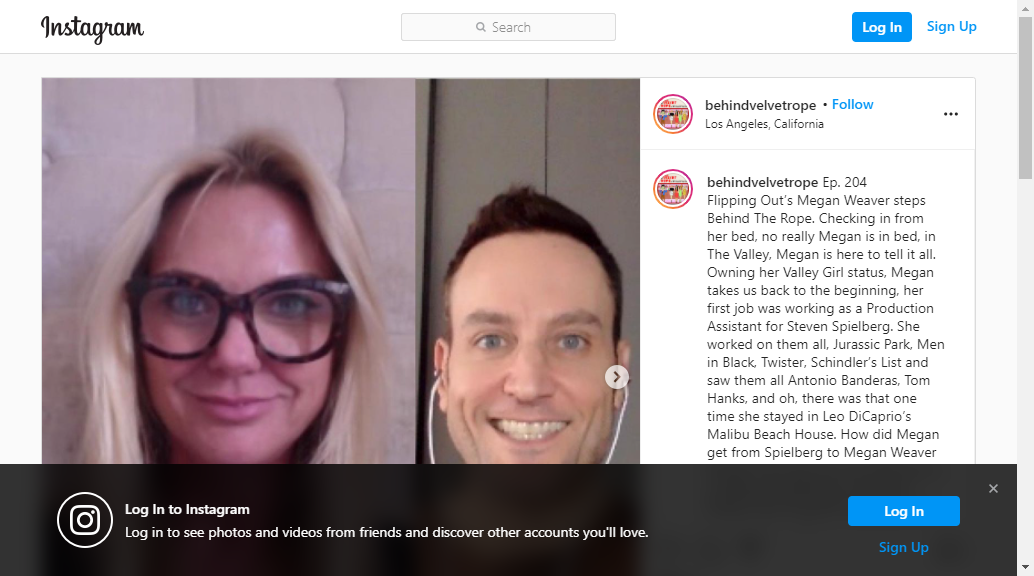 Instagram
Search
Log In
Sign Up
behindvelvetrope • Follow
Los Angeles, California
behindvelvetrope Ep. 204
Flipping Out's Megan Weaver steps
Behind The Rope. Checking in from
her bed, no really Megan is in bed, in
The Valley, Megan is here to tell it all.
Owning her Valley Girl status, Megan
takes us back to the beginning, her
first job was working as a Production
Assistant for Steven Spielberg. She
worked on them all, Jurassic Park, Men
in Black, Twister, Schindler's List and
saw them all Antonio Banderas, Tom
Hanks, and oh, there was that one
time she stayed in Leo DiCaprio's
Malibu Beach House. How did Megan
get from Spielberg to Megan Weaver
Log In to Instagram
Log in to see photos and videos from friends and discover other accounts you'll love.
Log In
Sign Up